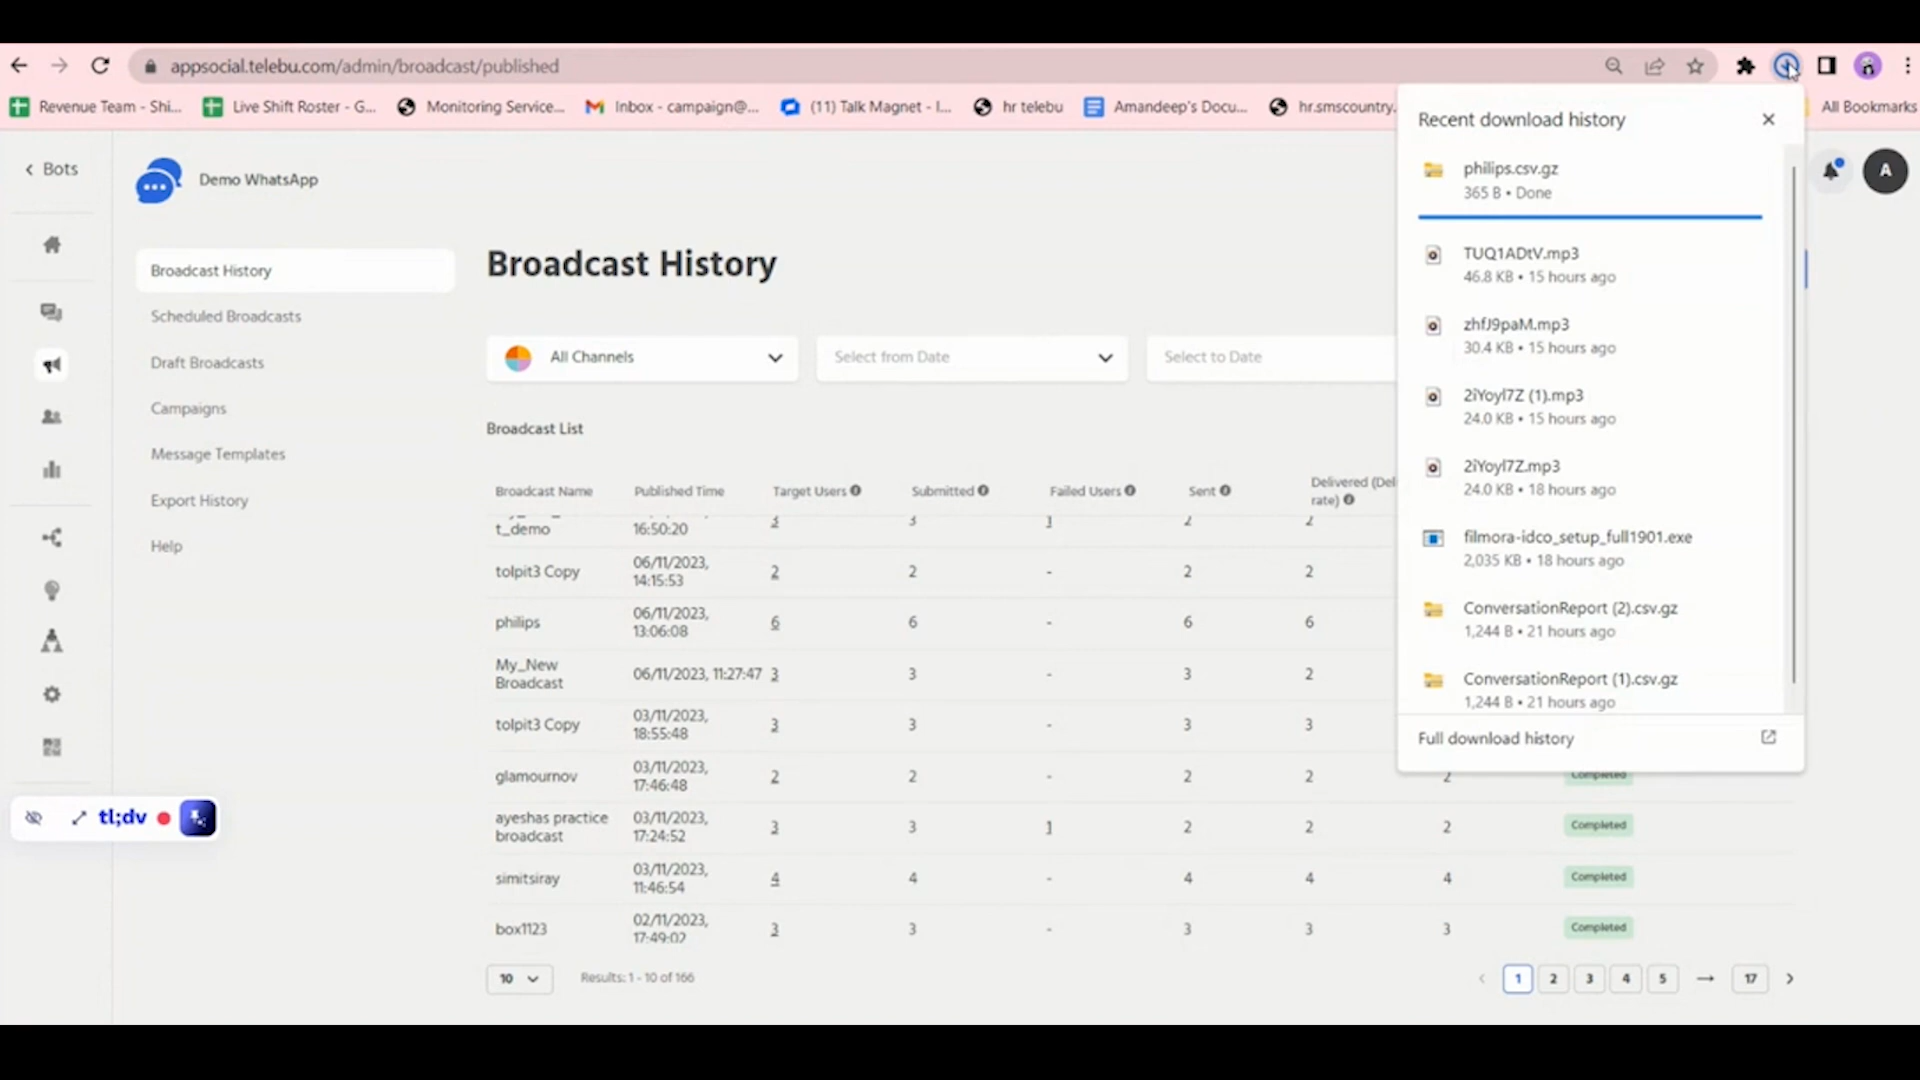 appsocial.telebu.com/admin/broadcast/published
Revenue Team - Shi...
Live Shift Roster - G...
Monitoring Service...
Inbox - campaign@...
(11) Talk Magnet - I...
hr telebu
Amandeep's Docu...
hr.smscountry.
All Bookmarks
Bots
Demo WhatsApp
A
Broadcast History
Scheduled Broadcasts
Draft Broadcasts
Campaigns
Message Templates
Export History
Help
tl;dv
Broadcast History
All Channels
Select from Date
Select to Date
Broadcast List
Broadcast Name Published Time Target Users Submitted Failed Users Sent Delivered (Del
rate)
t_demo 16:50:20 3 3 1 2 2
tolpit3 Copy 06/11/2023, 14:15:53 2 2 - 2 2
philips 06/11/2023, 13:06:08 6 6 - 6 6
My_New Broadcast 06/11/2023, 11:27:47 3 3 - 3 2
tolpit3 Copy 03/11/2023, 18:55:48 3 3 - 3 3
glamournov 03/11/2023, 17:46:48 2 2 - 2 2 2 Completed
ayeshas practice broadcast 03/11/2023, 17:24:52 3 3 1 2 2 2 Completed
simitsiray 03/11/2023, 11:46:54 4 4 - 4 4 4 Completed
box1123 02/11/2023, 17:49:02 3 3 - 3 3 3 Completed
10
Results: 1 - 10 of 166
1 2 3 4 5 → 17
Recent download history
philips.csv.gz
365 B • Done
TUQ1ADtV.mp3
46.8 KB • 15 hours ago
zhfJ9paM.mp3
30.4 KB • 15 hours ago
2iYoyl7Z (1).mp3
24.0 KB • 15 hours ago
2iYoyl7Z.mp3
24.0 KB • 18 hours ago
filmora-idco_setup_full1901.exe
2,035 KB • 18 hours ago
ConversationReport (2).csv.gz
1,244 B • 21 hours ago
ConversationReport (1).csv.gz
1,244 B • 21 hours ago
Full download history